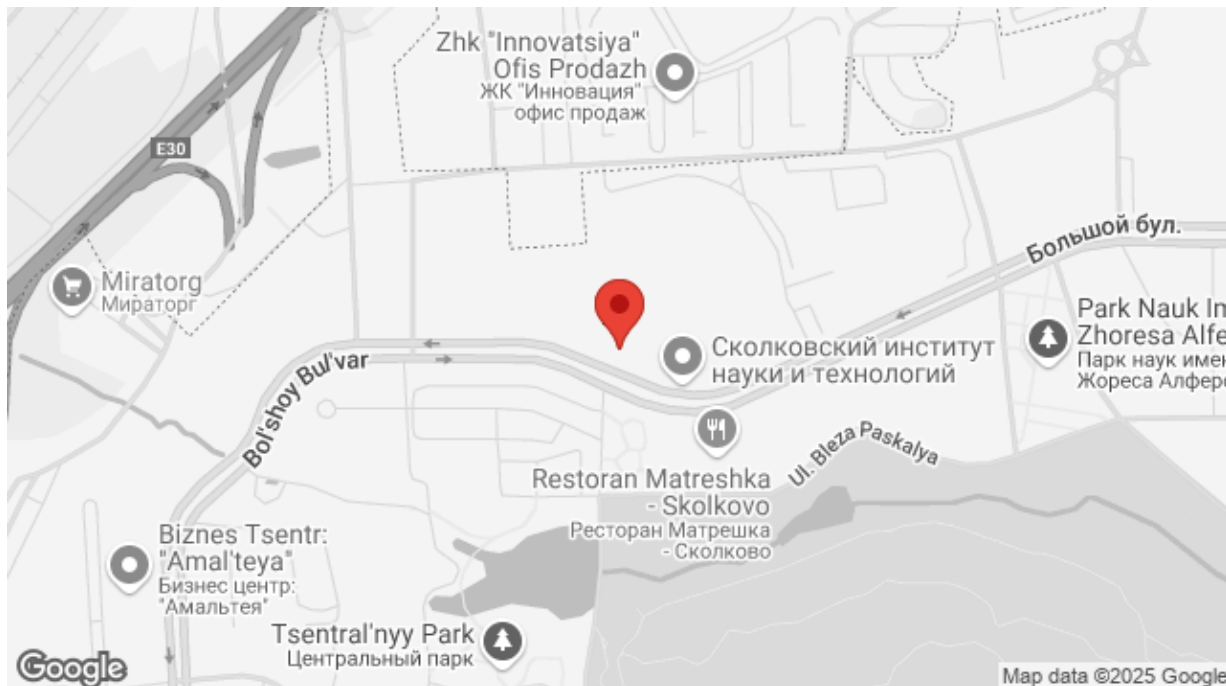 Zhk "Innovatsiya"
Ofis Prodazh
ЖК "Инновация"
офис продаж
E30
Большой бул.
Miratorg
Мираторг
Park Nauk Im
Zhoresa Alfe
Парк наук имен
Жореса Алферо
Сколковский институт
науки и технологий
Bol'shoy Bul'var
Ul. Bleza Paskalya
Restoran Matreshka
- Skolkovo
Ресторан Матрешка
- Сколково
Biznes Tsentr:
"Amal'teya"
Бизнес центр:
"Амальтея"
Tsentral'nyy Park
Центральный парк
Google
Map data ©2025 Google